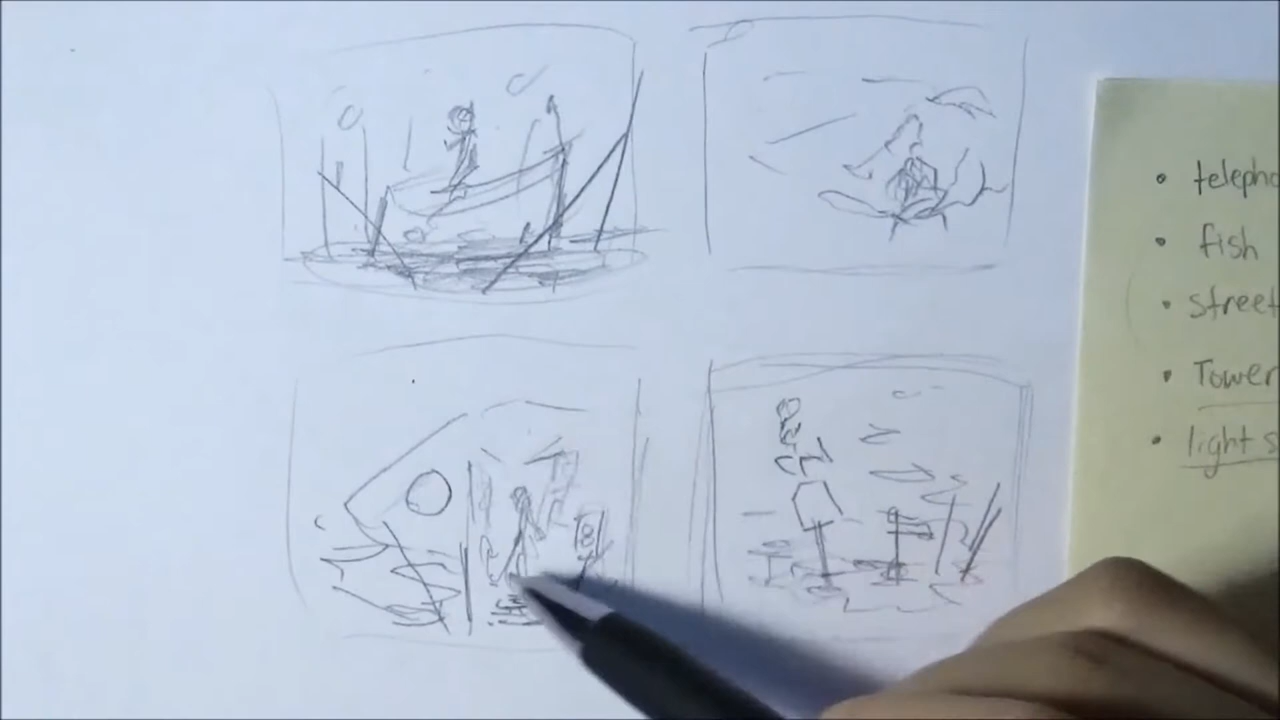 • telepho
• fish
• street
• Tower
• light s